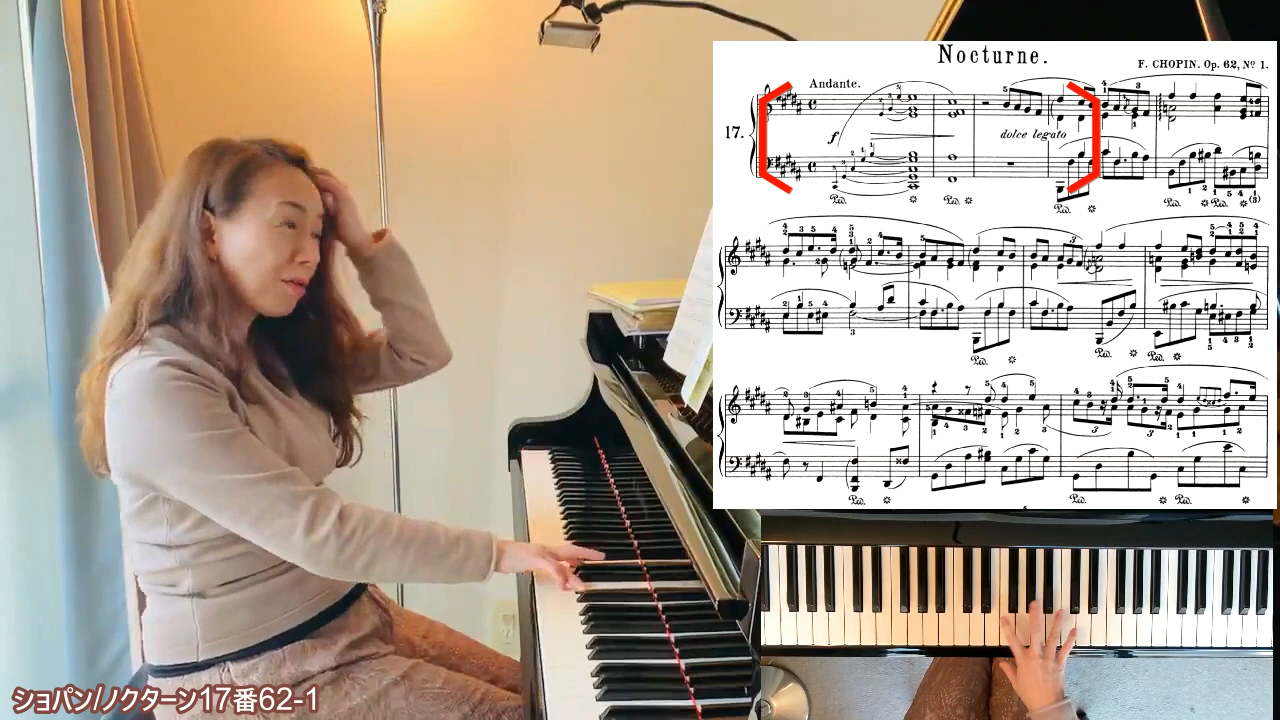 Nocturne.
F. CHOPIN. Op. 62, Nº 1.
Andante.
17.
f
dolce legato
ショパン/ノクターン17番62-1